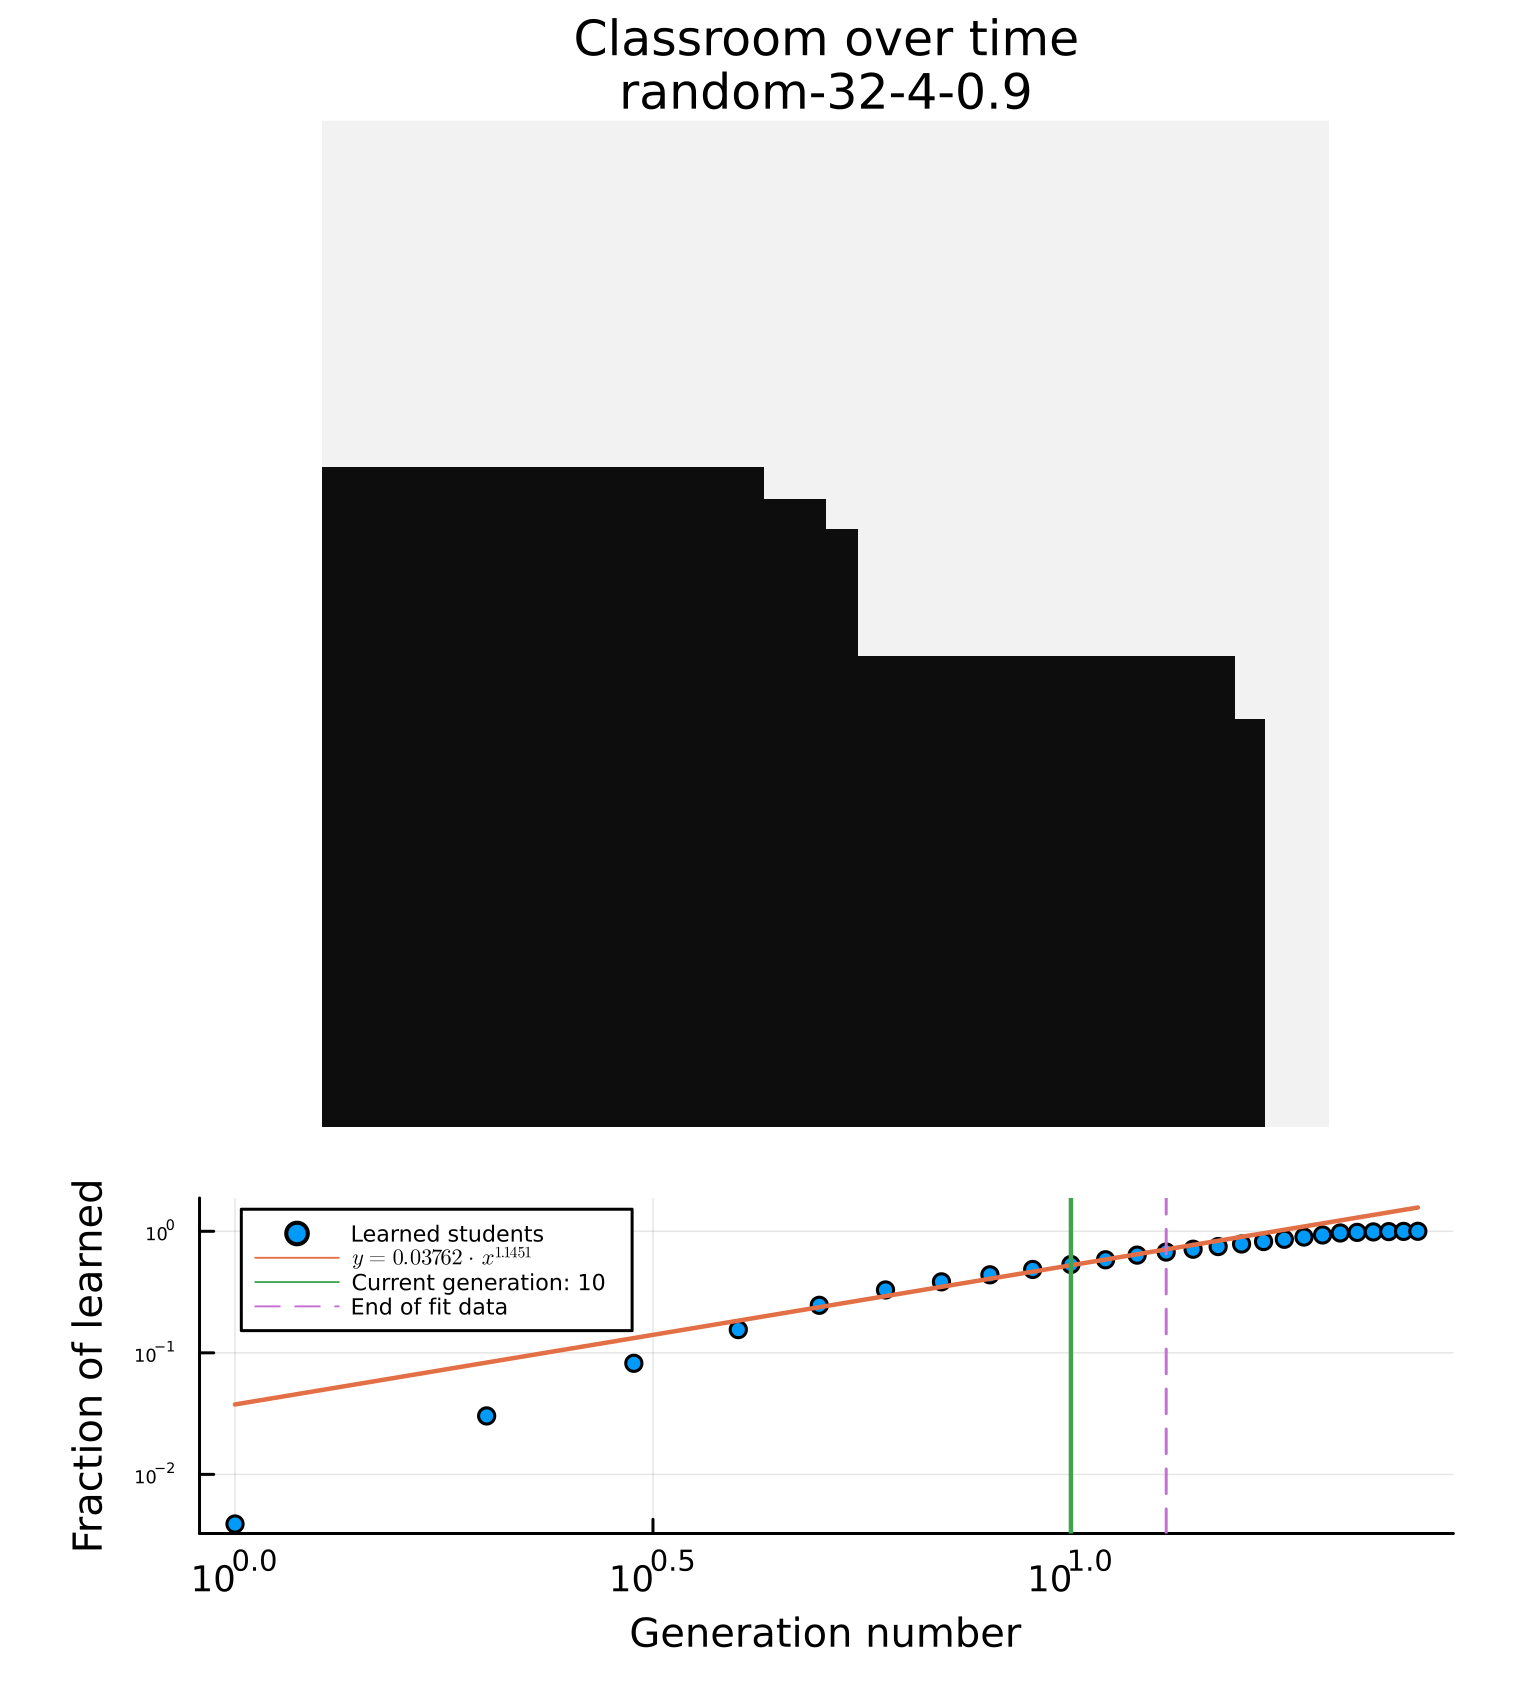 Classroom over time
random-32-4-0.9
Fraction of learned
10⁰
10⁻¹
10⁻²
Learned students
y = 0.03762 · x^1.1451
Current generation: 10
End of fit data
10^0.0
10^0.5
10^1.0
Generation number